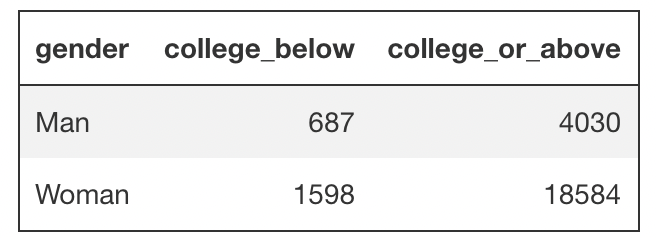 gender college_below college_or_above
Man 687 4030
Woman 1598 18584